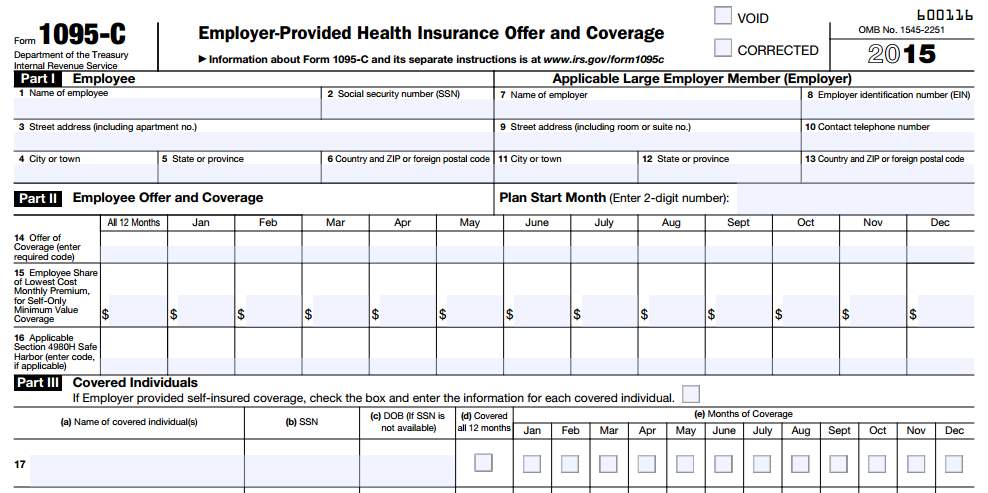 Form 1095-C
Department of the Treasury
Internal Revenue Service
Employer-Provided Health Insurance Offer and Coverage
▶ Information about Form 1095-C and its separate instructions is at www.irs.gov/form1095c
VOID
CORRECTED
600116
OMB No. 1545-2251
2015
Part I Employee
Applicable Large Employer Member (Employer)
1 Name of employee
2 Social security number (SSN)
7 Name of employer
8 Employer identification number (EIN)
3 Street address (including apartment no.)
9 Street address (including room or suite no.)
10 Contact telephone number
4 City or town
5 State or province
6 Country and ZIP or foreign postal code
11 City or town
12 State or province
13 Country and ZIP or foreign postal code
Part II Employee Offer and Coverage
Plan Start Month (Enter 2-digit number):
All 12 Months Jan Feb Mar Apr May June July Aug Sept Oct Nov Dec
14 Offer of
Coverage (enter
required code)
15 Employee Share
of Lowest Cost
Monthly Premium,
for Self-Only
Minimum Value
Coverage
$ $ $ $ $ $ $ $ $ $ $ $ $
16 Applicable
Section 4980H Safe
Harbor (enter code,
if applicable)
Part III Covered Individuals
If Employer provided self-insured coverage, check the box and enter the information for each covered individual.
(a) Name of covered individual(s)
(b) SSN
(c) DOB (If SSN is
not available)
(d) Covered
all 12 months
(e) Months of Coverage
Jan Feb Mar Apr May June July Aug Sept Oct Nov Dec
17